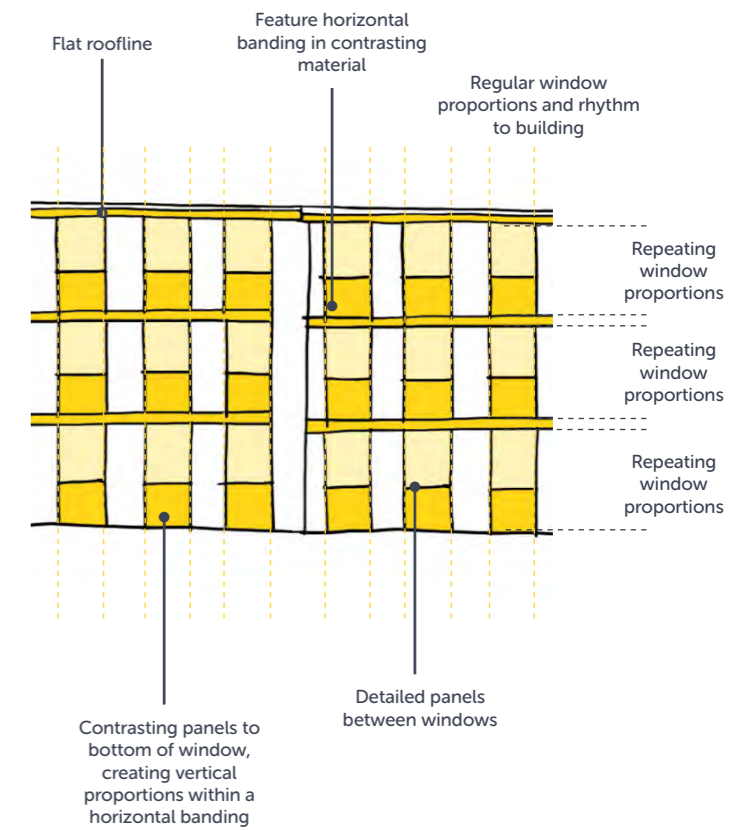 Flat roofline
Feature horizontal
banding in contrasting
material
Regular window
proportions and rhythm
to building
Repeating
window
proportions
Repeating
window
proportions
Repeating
window
proportions
Detailed panels
between windows
Contrasting panels to
bottom of window,
creating vertical
proportions within a
horizontal banding